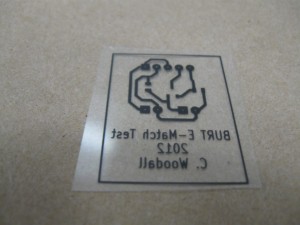 BURT E-Match Test
2012
C. Woodall